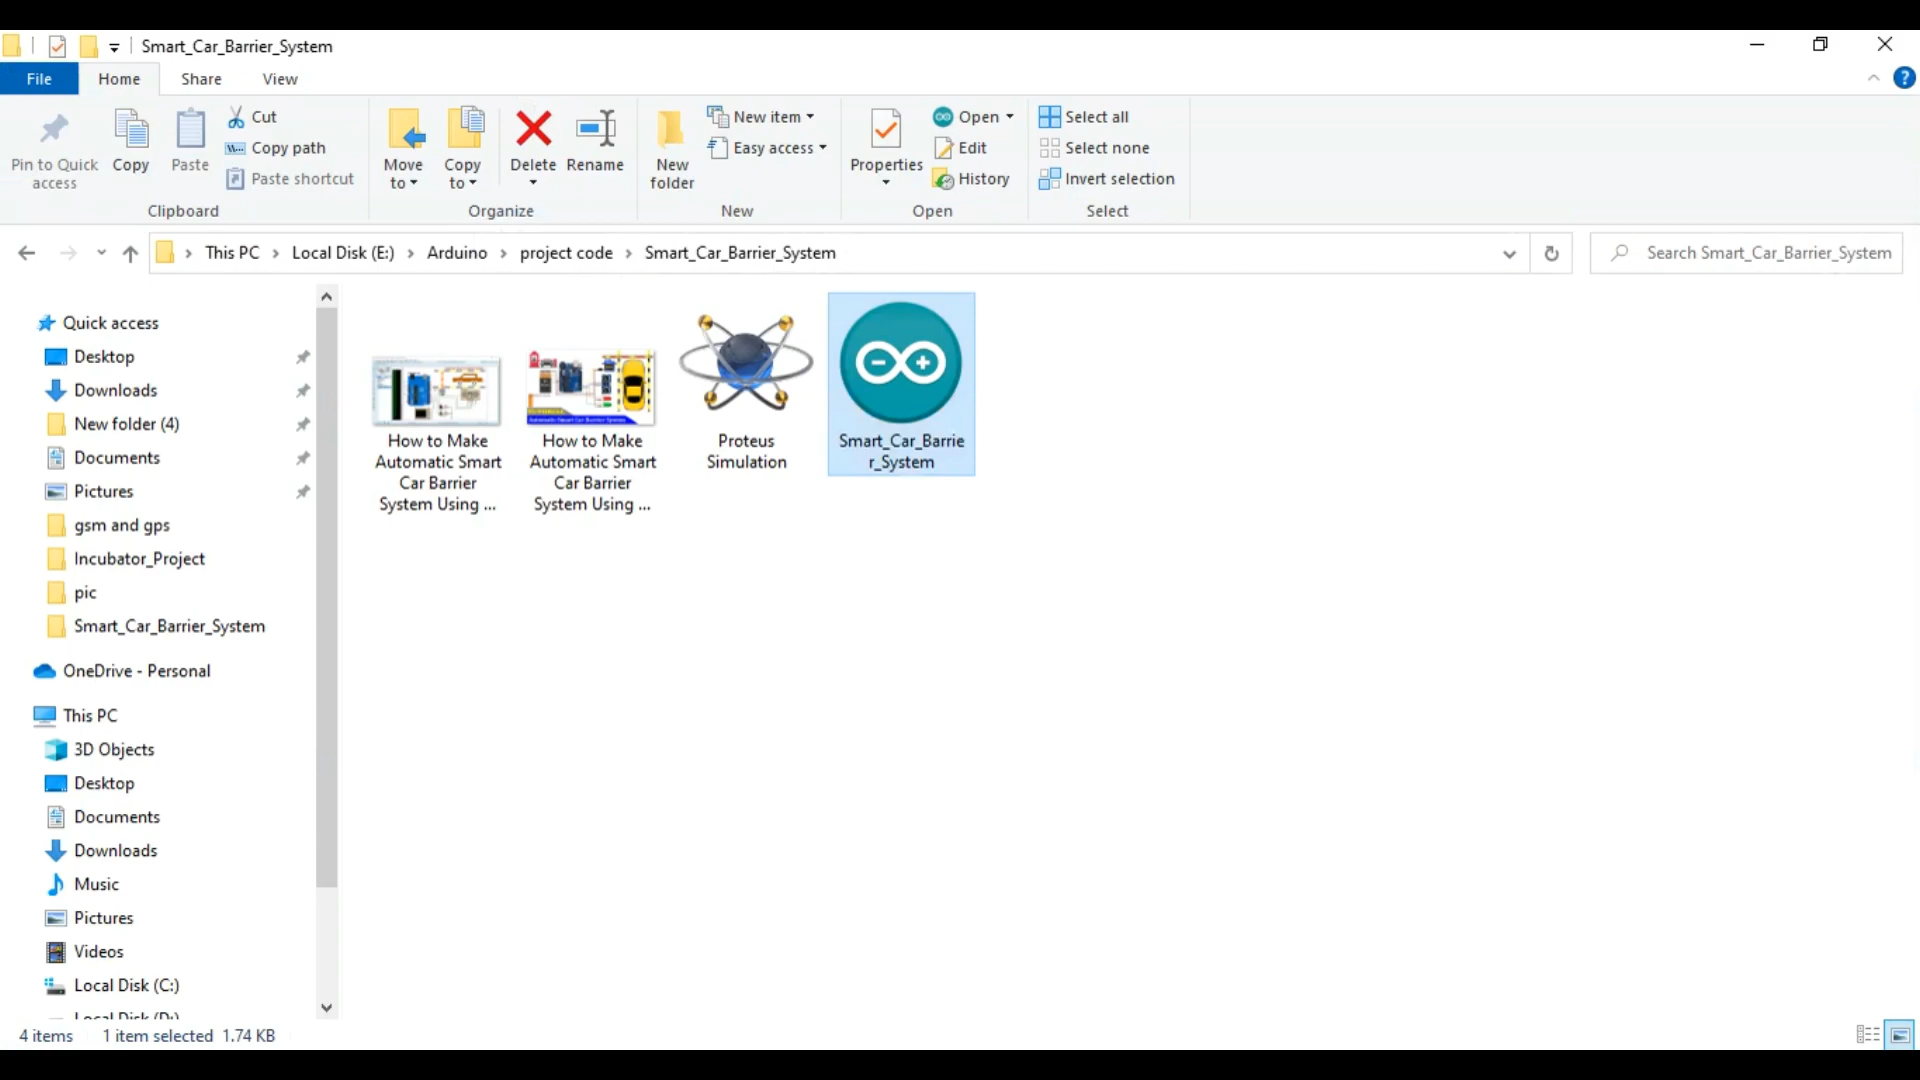 Smart_Car_Barrier_System
File Home Share View
Pin to Quick access
Copy
Paste
Cut
Copy path
Paste shortcut
Clipboard
Move to
Copy to
Delete
Rename
Organize
New folder
New item
Easy access
New
Properties
Open
Edit
History
Open
Select all
Select none
Invert selection
Select
This PC Local Disk (E:) Arduino project code Smart_Car_Barrier_System
Search Smart_Car_Barrier_System
Quick access
Desktop
Downloads
New folder (4)
Documents
Pictures
gsm and gps
Incubator_Project
pic
Smart_Car_Barrier_System
OneDrive - Personal
This PC
3D Objects
Desktop
Documents
Downloads
Music
Pictures
Videos
Local Disk (C:)
Local Disk (D:)
How to Make
Automatic Smart
Car Barrier
System Using ...
How to Make
Automatic Smart
Car Barrier
System Using ...
Proteus
Simulation
Smart_Car_Barrie
r_System
4 items 1 item selected 1.74 KB